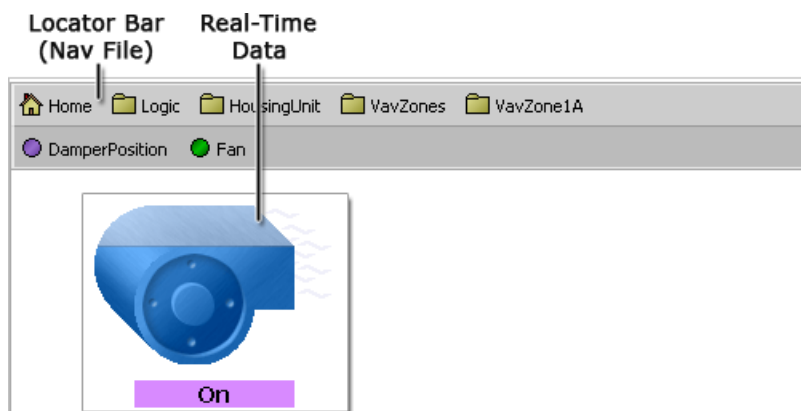 Locator Bar
(Nav File)
Real-Time
Data
Home Logic HousingUnit VavZones VavZone1A
DamperPosition Fan
On